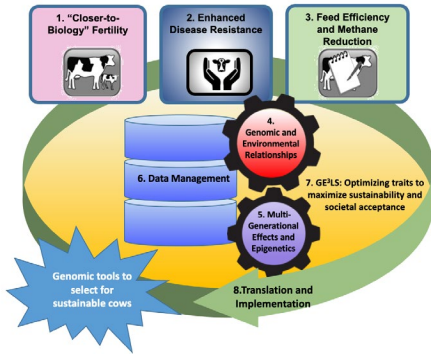 1. “Closer-to-
Biology” Fertility
2. Enhanced
Disease Resistance
3. Feed Efficiency
and Methane
Reduction
4.
Genomic and
Environmental
Relationships
6. Data Management
7. GE³LS: Optimizing traits to
maximize sustainability and
societal acceptance
5. Multi-
Generational
Effects and
Epigenetics
Genomic tools to
select for
sustainable cows
8.Translation and
Implementation